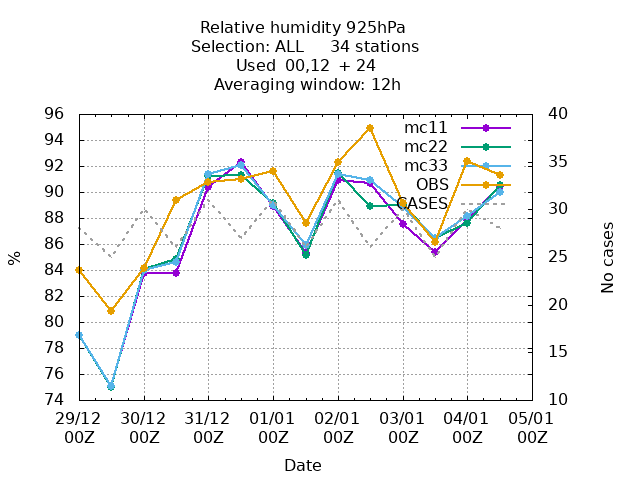 Relative humidity 925hPa
Selection: ALL 34 stations
Used 00,12 + 24
Averaging window: 12h
96
94
92
90
88
86
84
82
80
78
76
74
%
40
35
30
25
20
15
10
No cases
mc11
mc22
mc33
OBS
CASES
29/12 30/12 31/12 01/01 02/01 03/01 04/01 05/01
00Z 00Z 00Z 00Z 00Z 00Z 00Z 00Z
Date